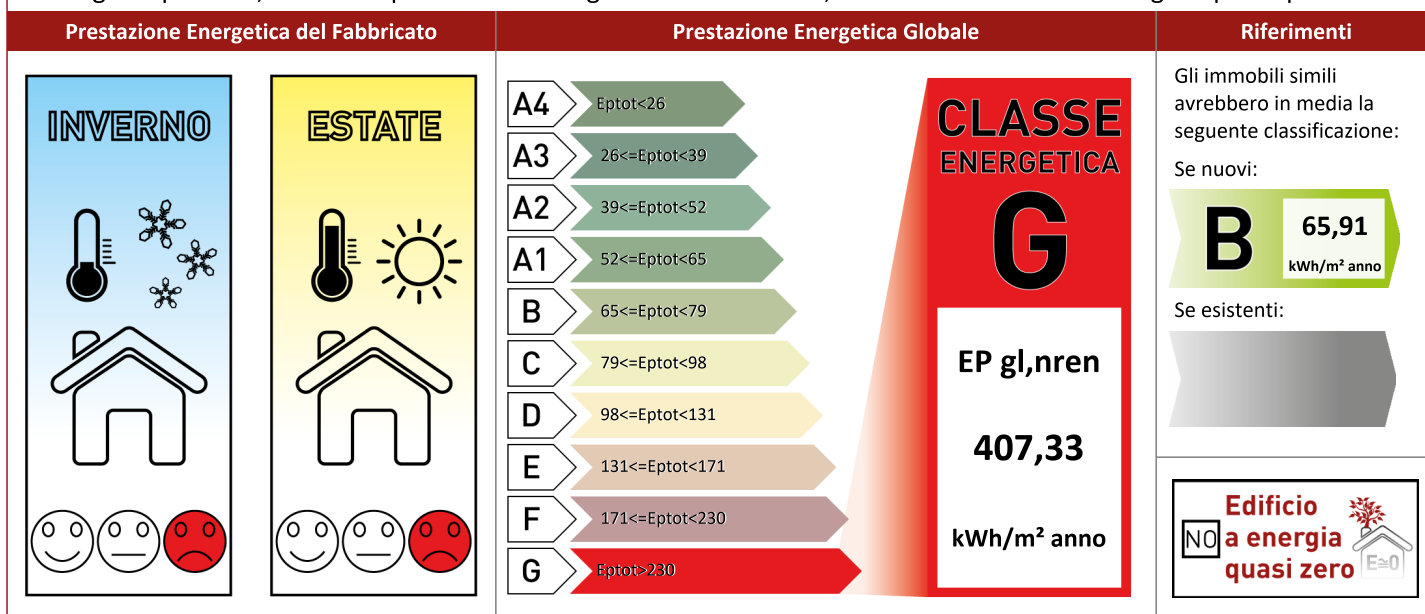 Prestazione Energetica del Fabbricato
Prestazione Energetica Globale
Riferimenti
INVERNO
ESTATE
A4 Eptot<26
A3 26<=Eptot<39
A2 39<=Eptot<52
A1 52<=Eptot<65
B 65<=Eptot<79
C 79<=Eptot<98
D 98<=Eptot<131
E 131<=Eptot<171
F 171<=Eptot<230
G Eptot>230
CLASSE
ENERGETICA
G
EP gl,nren
407,33
kWh/m² anno
Gli immobili simili
avrebbero in media la
seguente classificazione:
Se nuovi:
B
65,91
kWh/m² anno
Se esistenti:
Edificio
NO a energia
quasi zero
E≅0